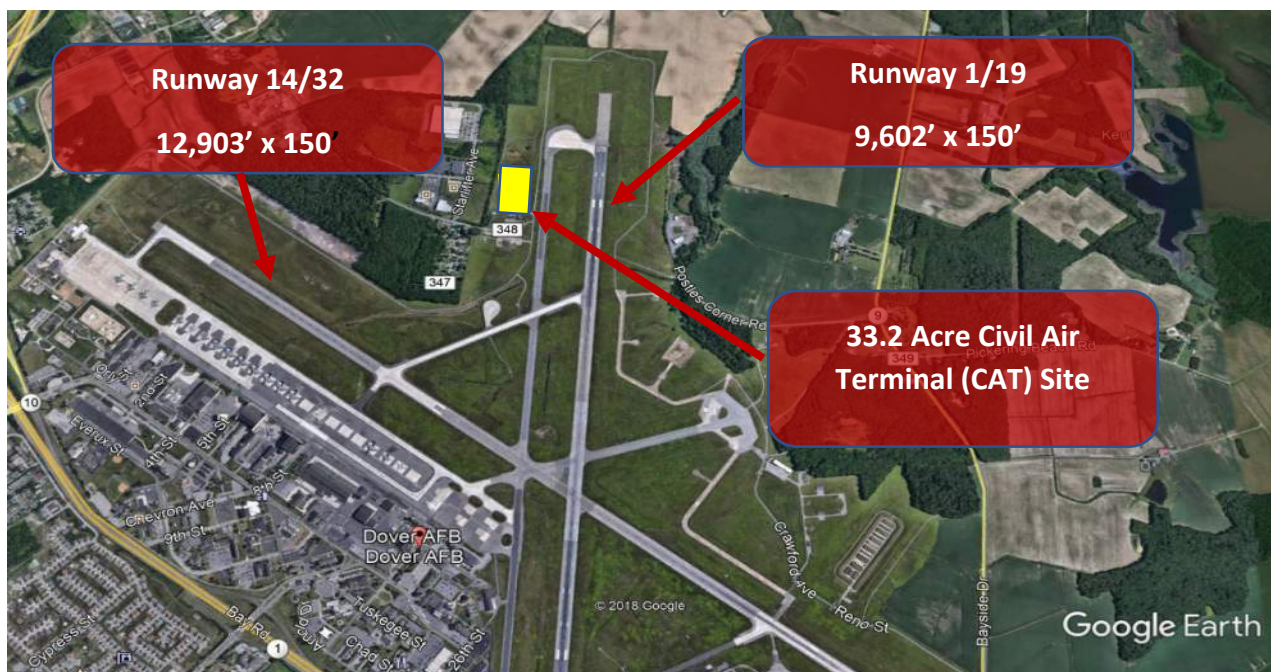 Runway 14/32
12,903’ x 150’
Runway 1/19
9,602’ x 150’
33.2 Acre Civil Air
Terminal (CAT) Site
Starlifter Ave
348
347
Postles-Corner Rd
9
349
Pickering-Beach Rd
10
2nd St
5th St
4th St
8th St
Chevron Ave
9th St
Dover AFB
Dover AFB
Crawford Ave
Reno-St
Bayside-Dr
© 2018 Google
Google Earth
Cypress St
Bay Rd
1
Tuskegee St
Chad St
26th St